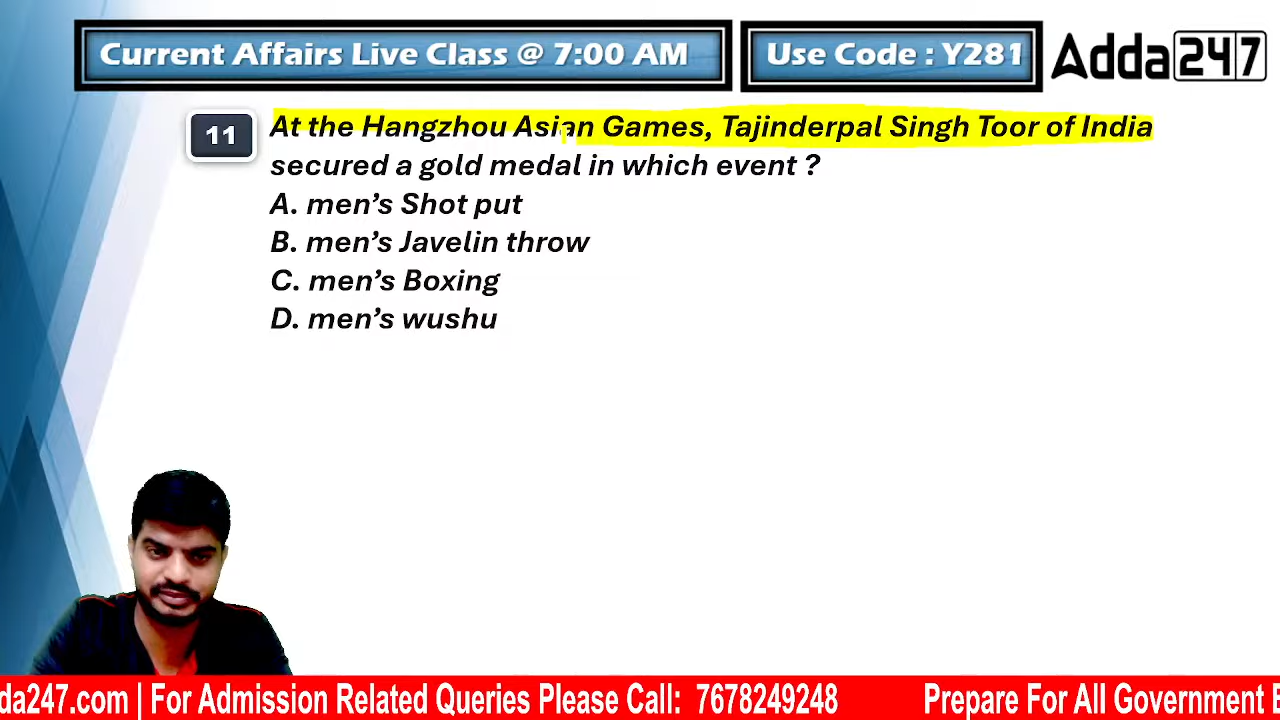 Current Affairs Live Class @ 7:00 AM
Use Code : Y281
Adda247
11
At the Hangzhou Asian Games, Tajinderpal Singh Toor of India
secured a gold medal in which event ?
A. men’s Shot put
B. men’s Javelin throw
C. men’s Boxing
D. men’s wushu
da247.com | For Admission Related Queries Please Call: 7678249248 Prepare For All Government E